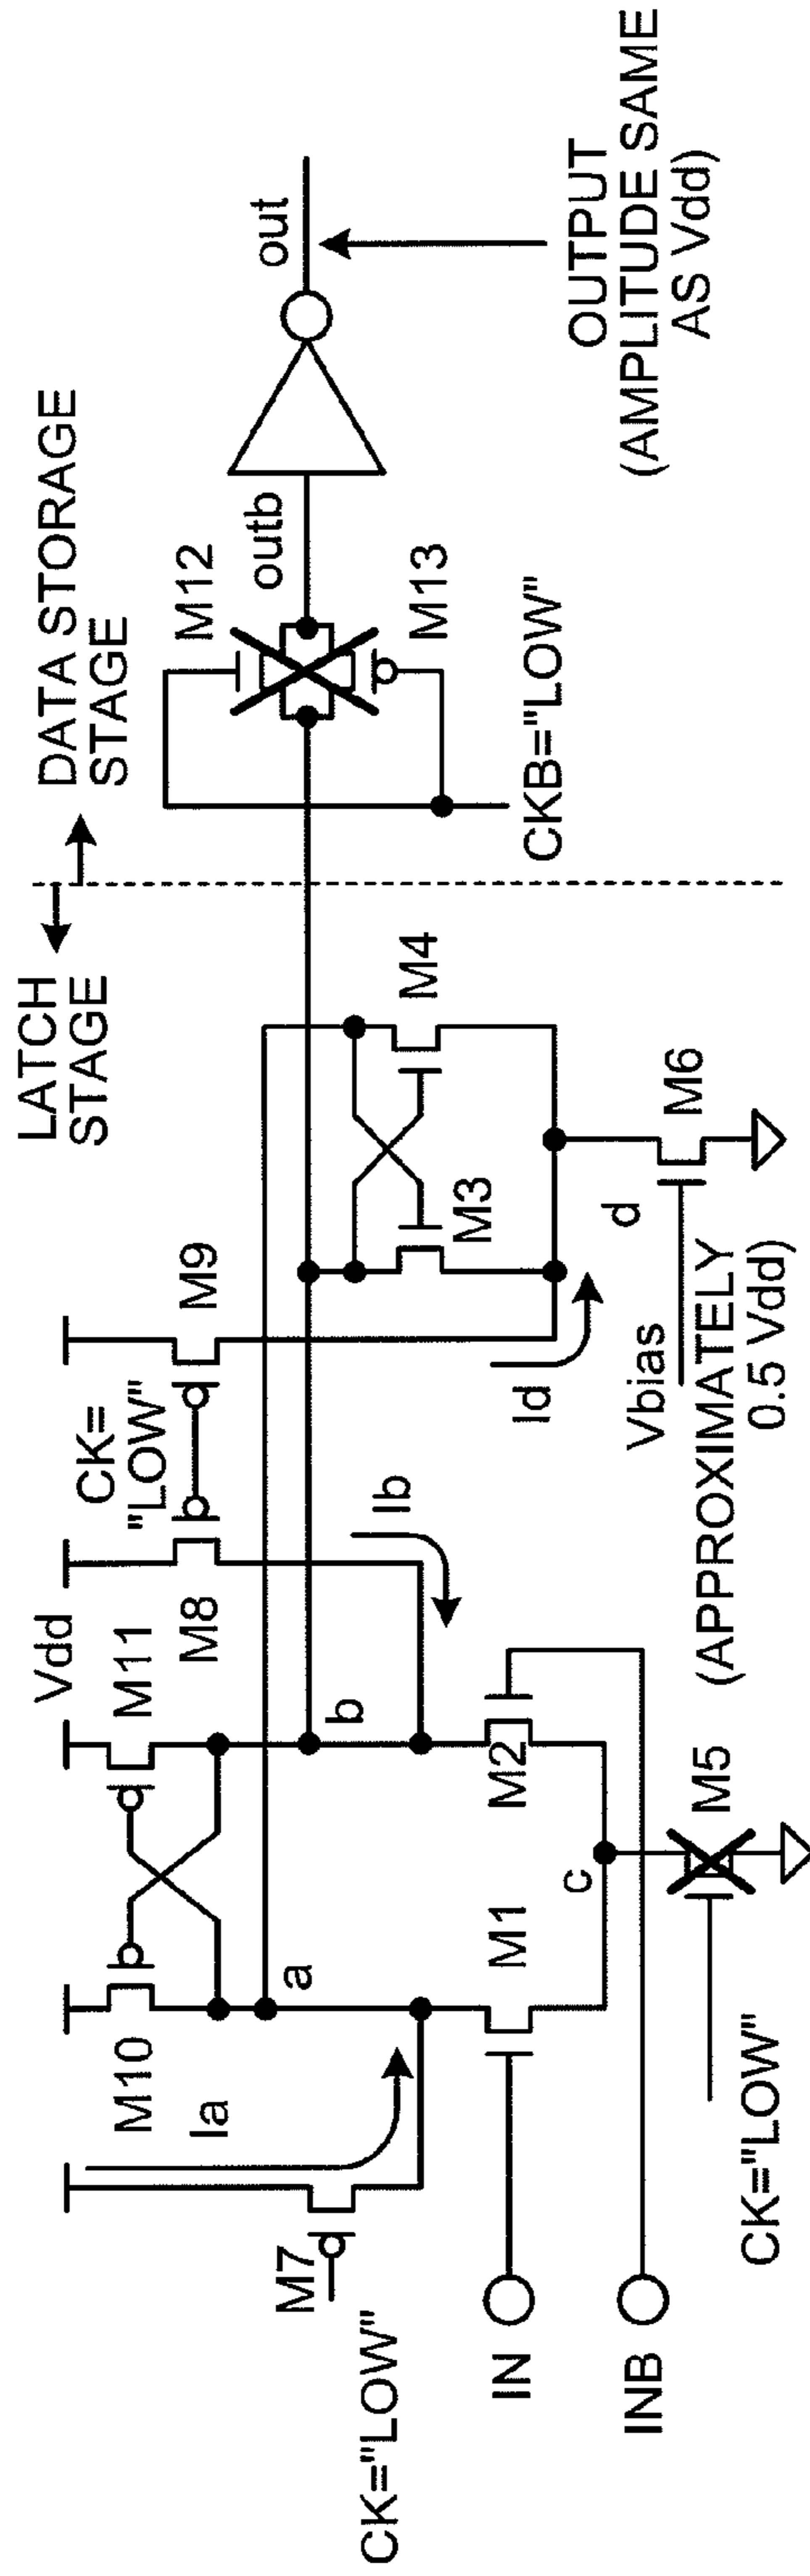 LATCH
STAGE
DATA STORAGE
STAGE
Vdd
M10
M11
CK=
"LOW"
M8
M9
M12
out
outb
M13
Ia
M7
CK="LOW"
a
b
Ib
Id
M3
M4
CKB="LOW"
OUTPUT
(AMPLITUDE SAME
AS Vdd)
IN
INB
M1
M2
c
d
M5
M6
CK="LOW"
Vbias
(APPROXIMATELY
0.5 Vdd)